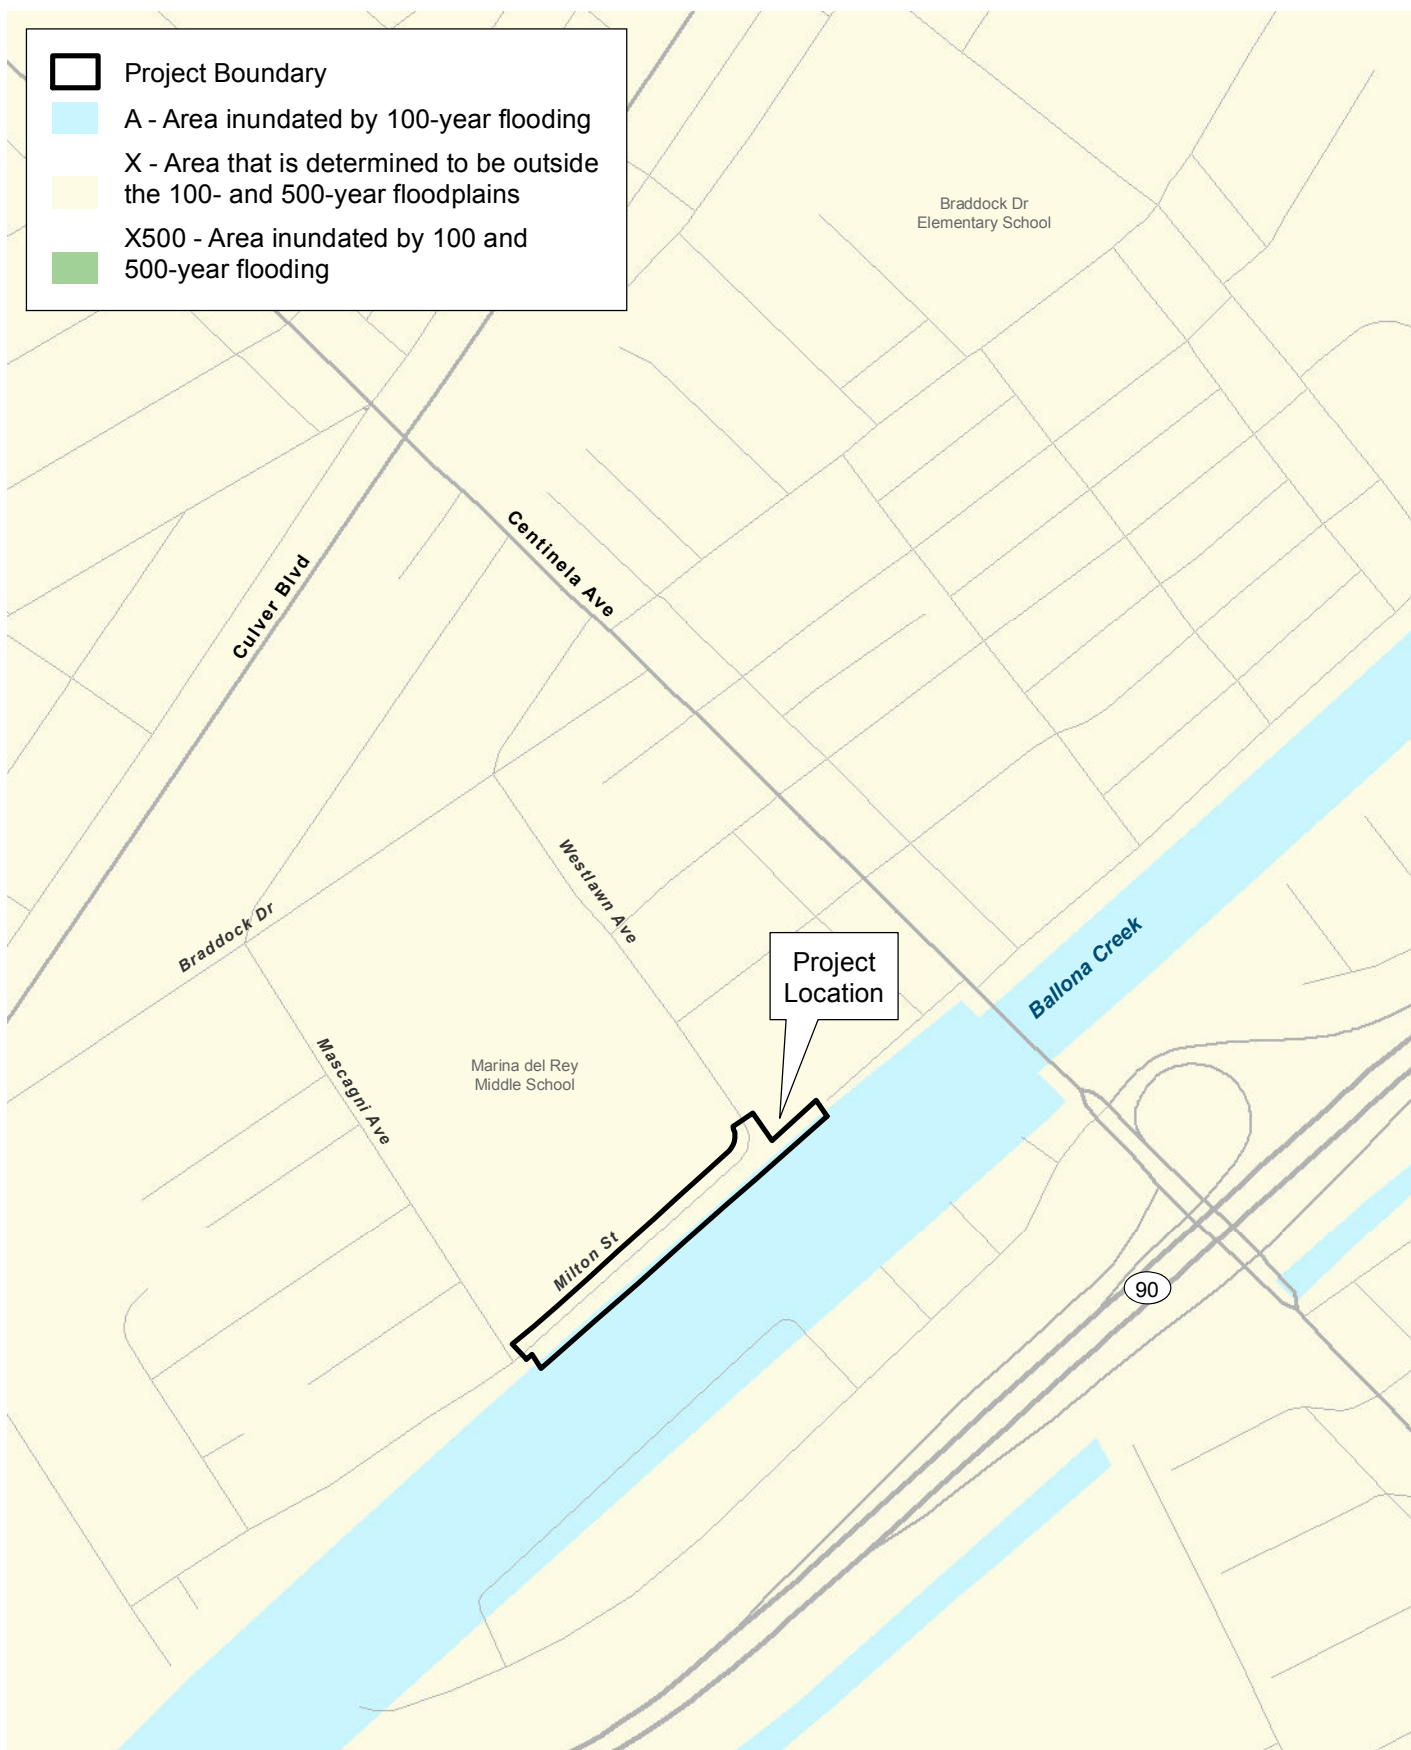 Project Boundary
A - Area inundated by 100-year flooding
X - Area that is determined to be outside
the 100- and 500-year floodplains
X500 - Area inundated by 100 and
500-year flooding
Braddock Dr
Elementary School
Centinela Ave
Culver Blvd
Westlawn Ave
Braddock Dr
Project
Location
Ballona Creek
Mascagni Ave
Marina del Rey
Middle School
Milton St
90